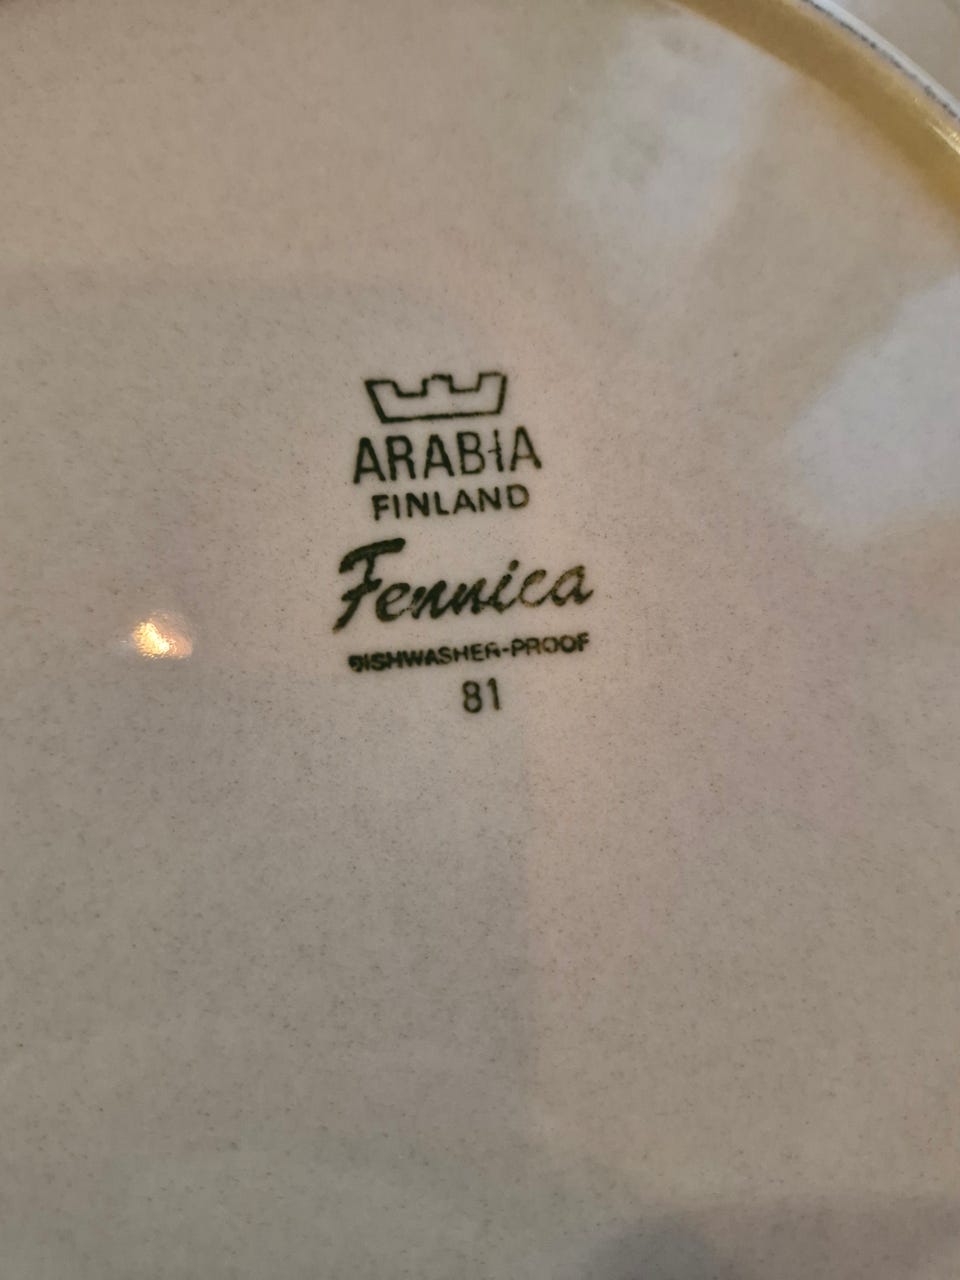 ARABIA
FINLAND
Fennica
DISHWASHER-PROOF
81